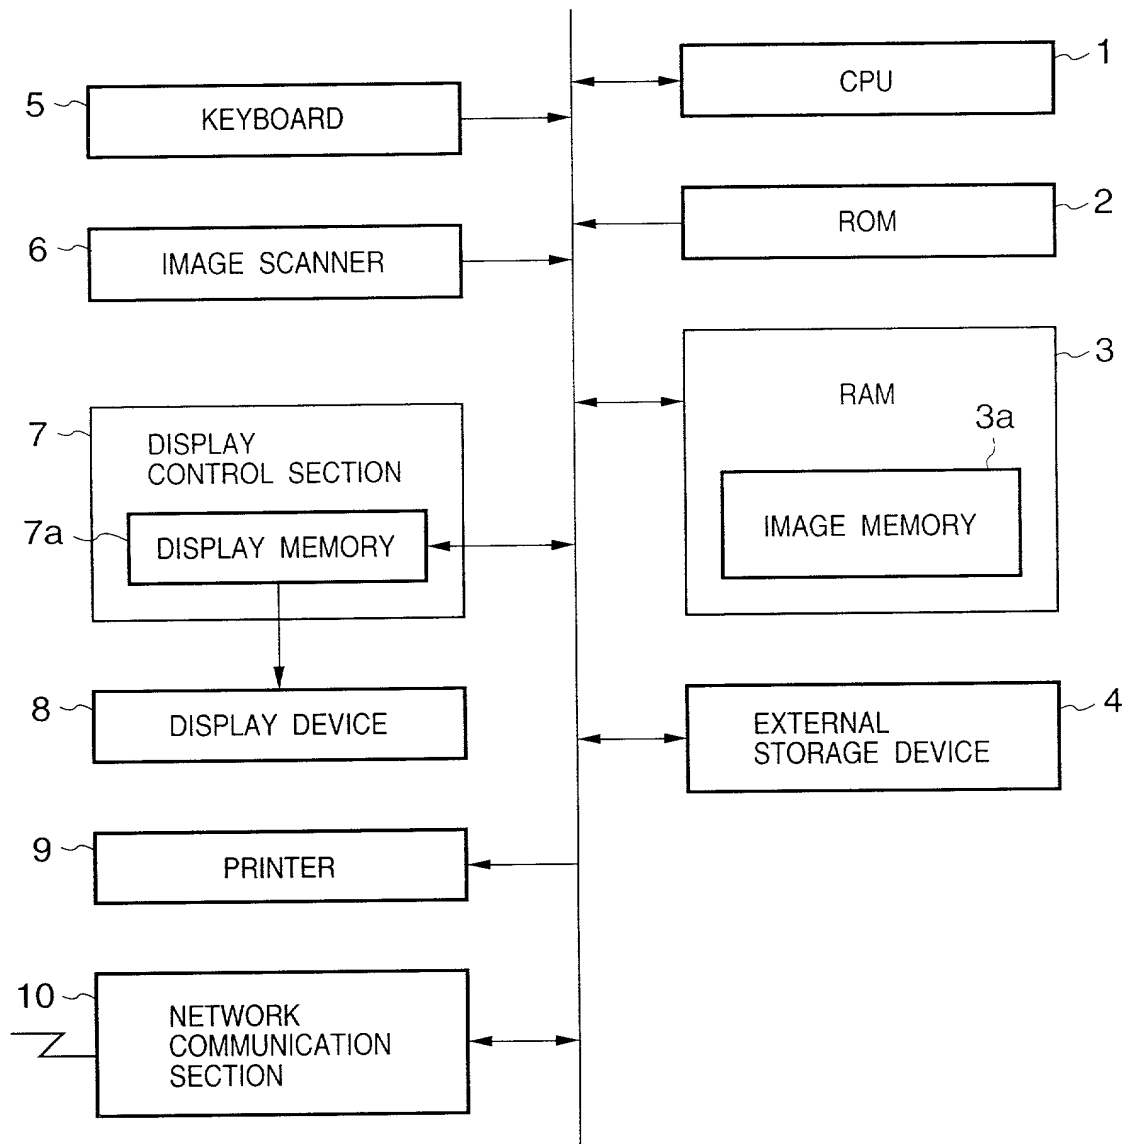 1
CPU
5
KEYBOARD
2
ROM
6
IMAGE SCANNER
3
RAM
3a
IMAGE MEMORY
7
DISPLAY
CONTROL SECTION
7a
DISPLAY MEMORY
8
DISPLAY DEVICE
4
EXTERNAL
STORAGE DEVICE
9
PRINTER
10
NETWORK
COMMUNICATION
SECTION